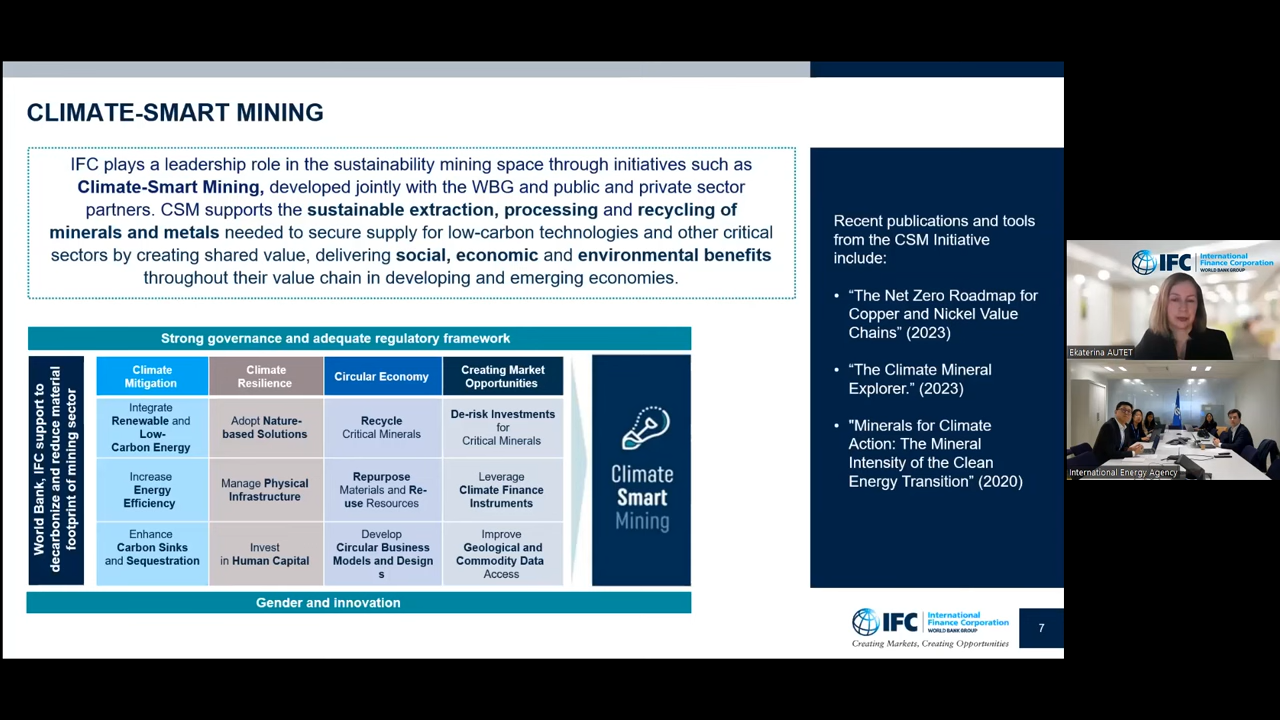 CLIMATE-SMART MINING
IFC plays a leadership role in the sustainability mining space through initiatives such as
Climate-Smart Mining, developed jointly with the WBG and public and private sector
partners. CSM supports the sustainable extraction, processing and recycling of
minerals and metals needed to secure supply for low-carbon technologies and other critical
sectors by creating shared value, delivering social, economic and environmental benefits
throughout their value chain in developing and emerging economies.
Strong governance and adequate regulatory framework
World Bank, IFC support to
decarbonize and reduce material
footprint of mining sector
Climate
Mitigation
Climate
Resilience
Circular Economy
Creating Market
Opportunities
Integrate
Renewable and
Low-
Carbon Energy
Adopt Nature-
based Solutions
Recycle
Critical Minerals
De-risk Investments
for
Critical Minerals
Increase
Energy
Efficiency
Manage Physical
Infrastructure
Repurpose
Materials and Re-
use Resources
Leverage
Climate Finance
Instruments
Enhance
Carbon Sinks
and Sequestration
Invest
in Human Capital
Develop
Circular Business
Models and Design
s
Improve
Geological and
Commodity Data
Access
Climate
Smart
Mining
Gender and innovation
Recent publications and tools
from the CSM Initiative
include:
• “The Net Zero Roadmap for
Copper and Nickel Value
Chains” (2023)
• “The Climate Mineral
Explorer.” (2023)
• "Minerals for Climate
Action: The Mineral
Intensity of the Clean
Energy Transition” (2020)
IFC International
Finance Corporation
WORLD BANK GROUP
Creating Markets, Creating Opportunities
7
IFC International
Finance Corporation
WORLD BANK GROUP
Ekaterina AUTET
International Energy Agency